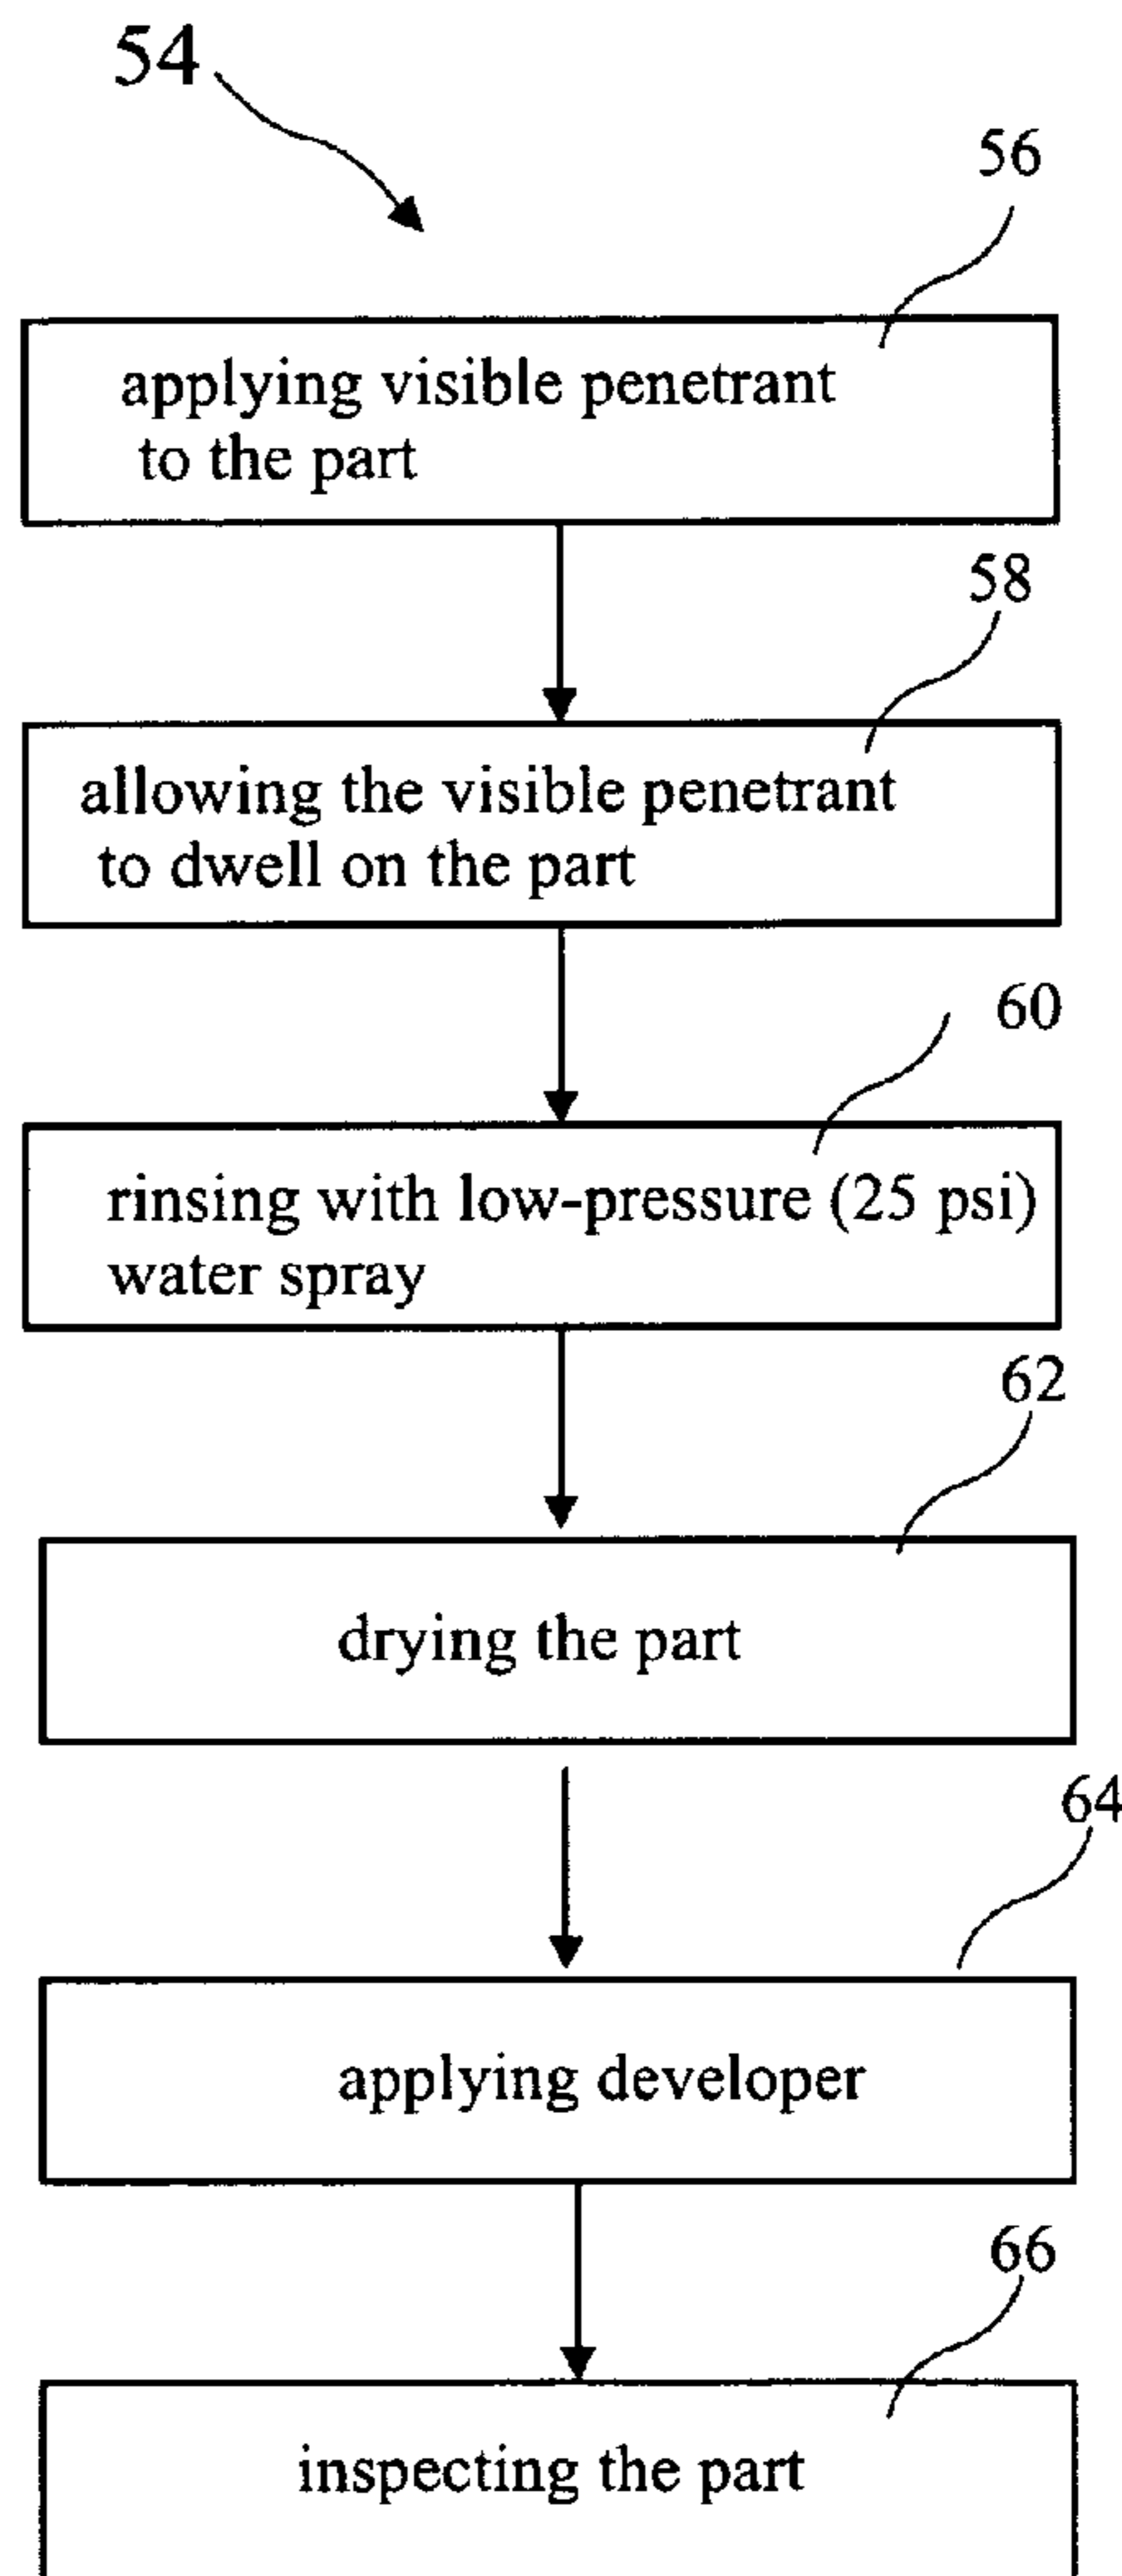 54
56
applying visible penetrant
to the part
58
allowing the visible penetrant
to dwell on the part
60
rinsing with low-pressure (25 psi)
water spray
62
drying the part
64
applying developer
66
inspecting the part